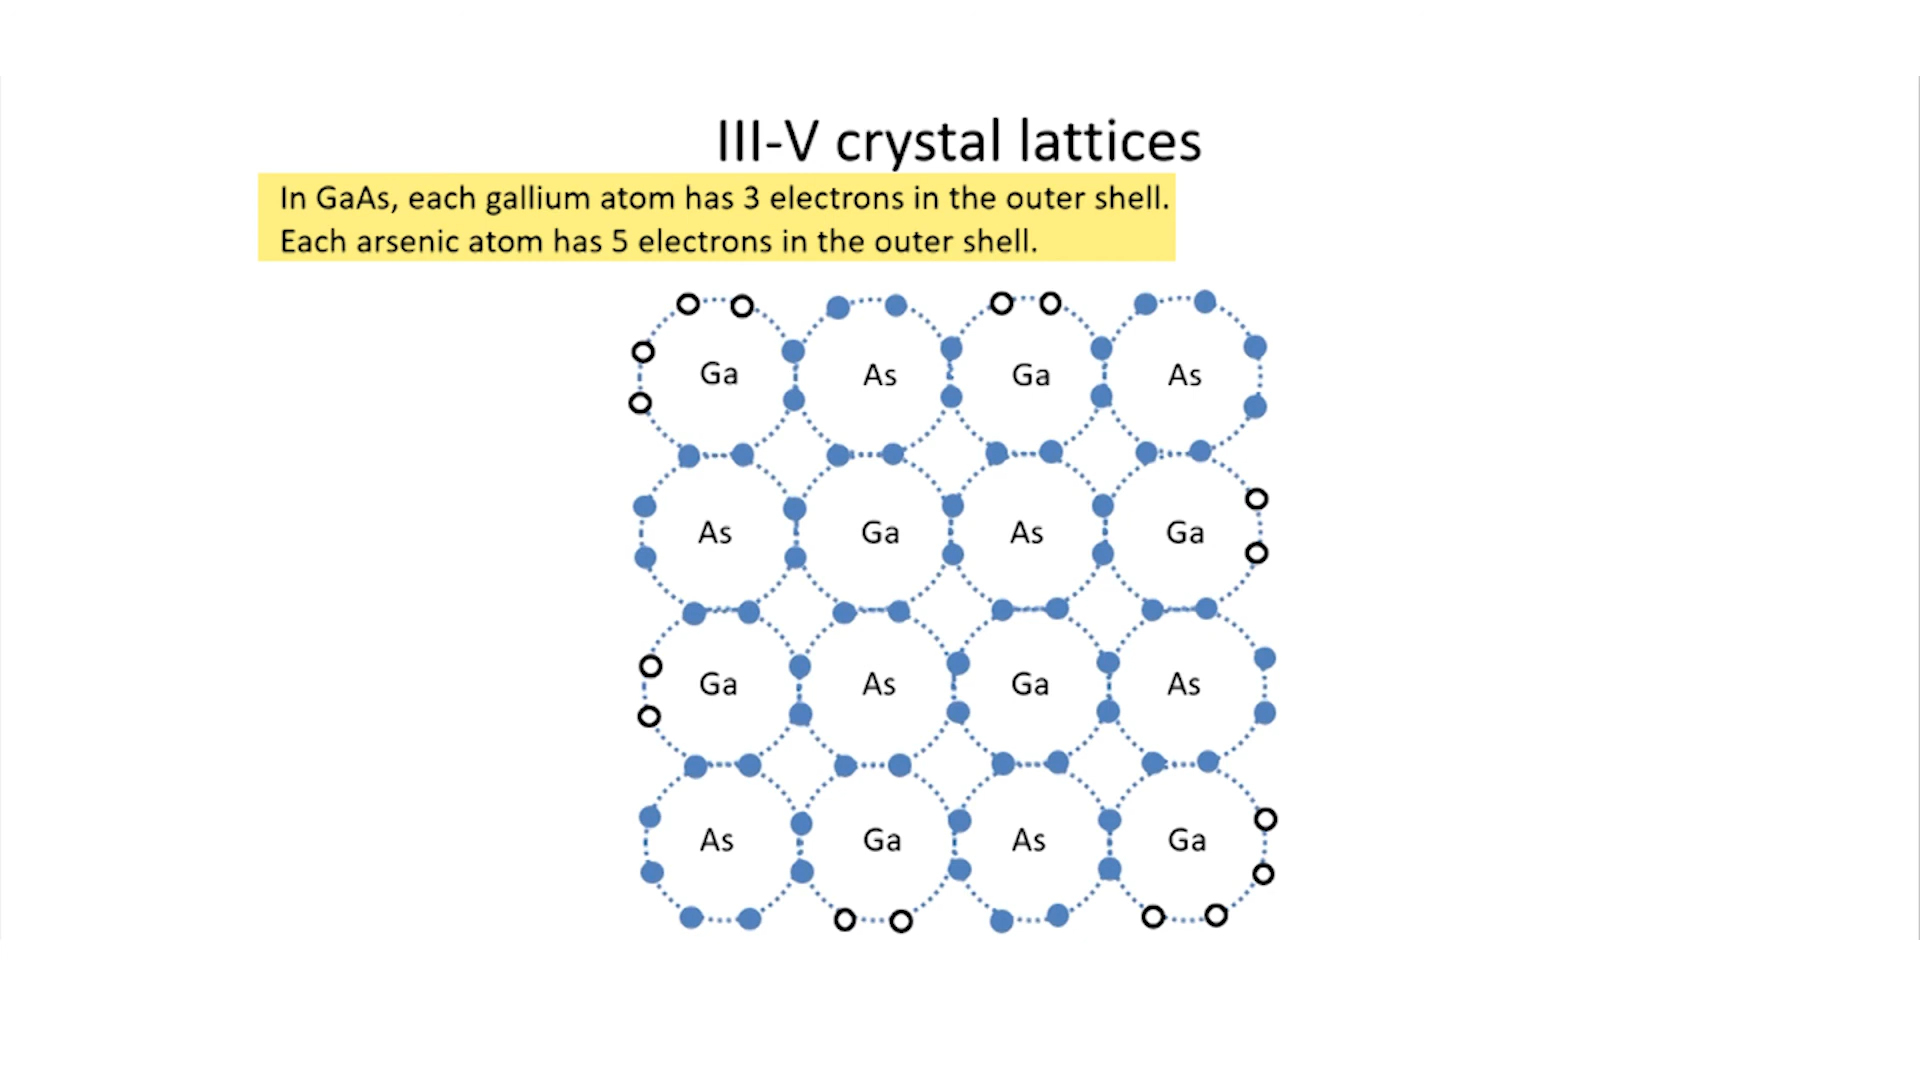 III-V crystal lattices
In GaAs, each gallium atom has 3 electrons in the outer shell.
Each arsenic atom has 5 electrons in the outer shell.
Ga As Ga As
As Ga As Ga
Ga As Ga As
As Ga As Ga